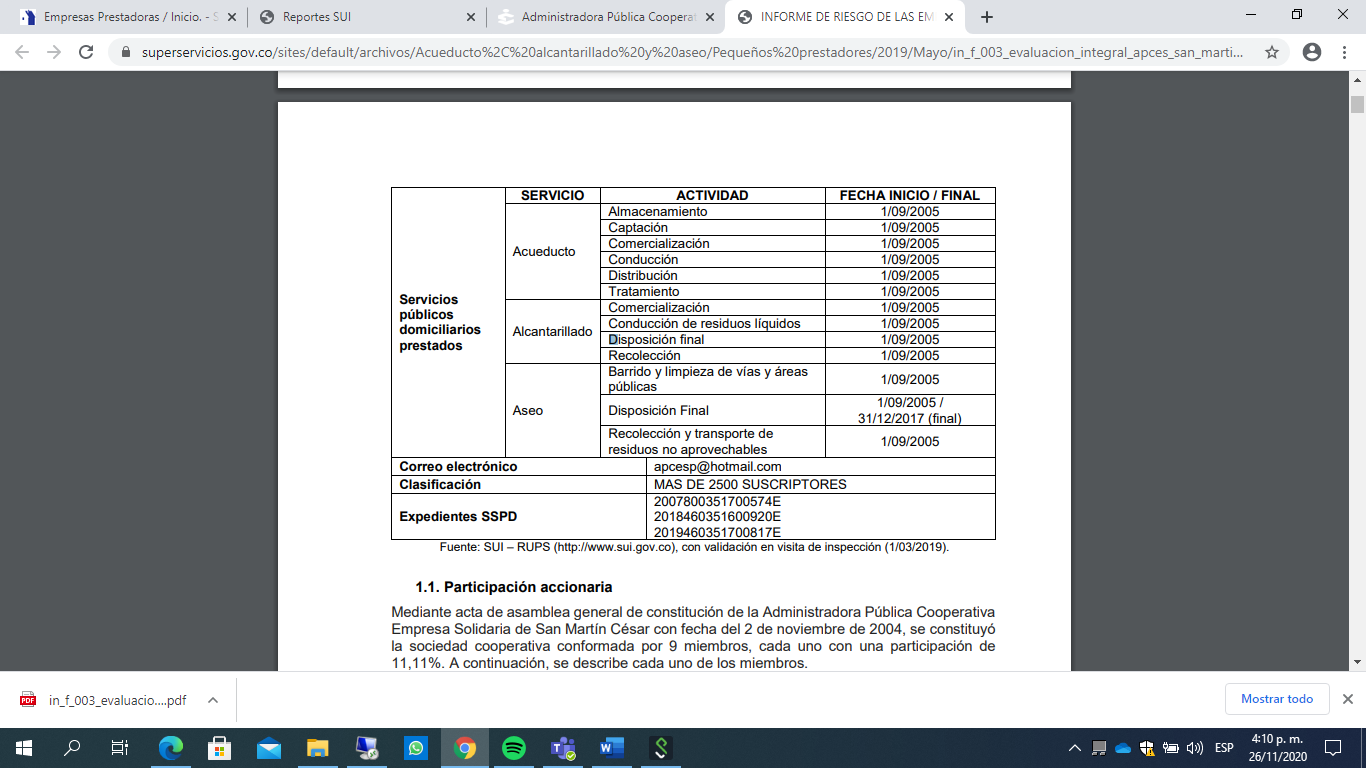 Empresas Prestadoras / Inicio. - S
Reportes SUI
Administradora Pública Coopera
INFORME DE RIESGO DE LAS EM
superservicios.gov.co/sites/default/archivos/Acueducto%2C%20alcantarillado%20y%20aseo/Pequeños%20prestadores/2019/Mayo/in_f_003_evaluacion_integral_apces_san_marti...
SERVICIO ACTIVIDAD FECHA INICIO / FINAL
Servicios
públicos
domiciliarios
prestados
Acueducto
Almacenamiento 1/09/2005
Captación 1/09/2005
Comercialización 1/09/2005
Conducción 1/09/2005
Distribución 1/09/2005
Tratamiento 1/09/2005
Alcantarillado
Comercialización 1/09/2005
Conducción de residuos líquidos 1/09/2005
Disposición final 1/09/2005
Recolección 1/09/2005
Aseo
Barrido y limpieza de vías y áreas
públicas
1/09/2005
Disposición Final
1/09/2005 /
31/12/2017 (final)
Recolección y transporte de
residuos no aprovechables
1/09/2005
Correo electrónico apcesp@hotmail.com
Clasificación MAS DE 2500 SUSCRIPTORES
Expedientes SSPD
2007800351700574E
2018460351600920E
2019460351700817E
Fuente: SUI – RUPS (http://www.sui.gov.co), con validación en visita de inspección (1/03/2019).
1.1. Participación accionaria
Mediante acta de asamblea general de constitución de la Administradora Pública Cooperativa
Empresa Solidaria de San Martín César con fecha del 2 de noviembre de 2004, se constituyó
la sociedad cooperativa conformada por 9 miembros, cada uno con una participación de
11,11%. A continuación, se describe cada uno de los miembros.
PDF
in_f_003_evaluacio....pdf
Mostrar todo
ESP
4:10 p. m.
26/11/2020